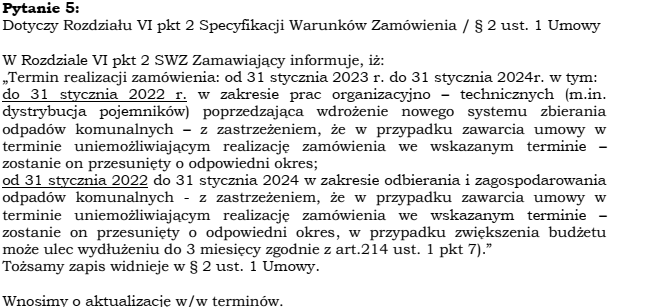 Pytanie 5:
Dotyczy Rozdziału VI pkt 2 Specyfikacji Warunków Zamówienia / § 2 ust. 1 Umowy
W Rozdziale VI pkt 2 SWZ Zamawiający informuje, iż:
„Termin realizacji zamówienia: od 31 stycznia 2023 r. do 31 stycznia 2024r. w tym:
do 31 stycznia 2022 r. w zakresie prac organizacyjno – technicznych (m.in.
dystrybucja pojemników) poprzedzająca wdrożenie nowego systemu zbierania
odpadów komunalnych – z zastrzeżeniem, że w przypadku zawarcia umowy w
terminie uniemożliwiającym realizację zamówienia we wskazanym terminie –
zostanie on przesunięty o odpowiedni okres;
od 31 stycznia 2022 do 31 stycznia 2024 w zakresie odbierania i zagospodarowania
odpadów komunalnych - z zastrzeżeniem, że w przypadku zawarcia umowy w
terminie uniemożliwiającym realizację zamówienia we wskazanym terminie –
zostanie on przesunięty o odpowiedni okres, w przypadku zwiększenia budżetu
może ulec wydłużeniu do 3 miesięcy zgodnie z art.214 ust. 1 pkt 7).”
Tożsamy zapis widnieje w § 2 ust. 1 Umowy.
Wnosimy o aktualizację w/w terminów.